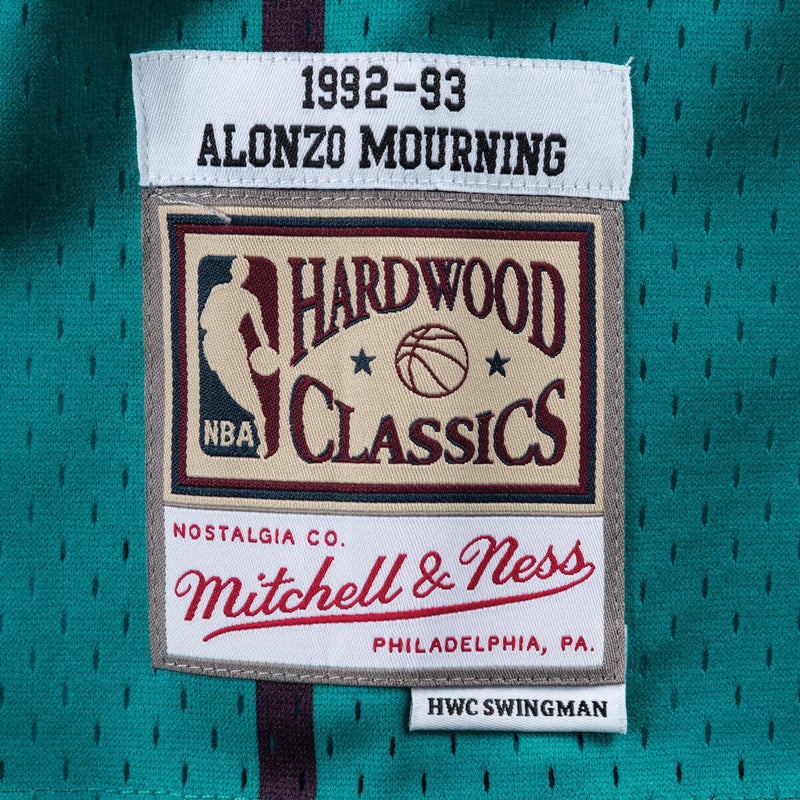 1992-93
ALONZO MOURNING
HARDWOOD
CLASSICS
NBA
NOSTALGIA CO.
Mitchell & Ness
PHILADELPHIA, PA.
HWC SWINGMAN